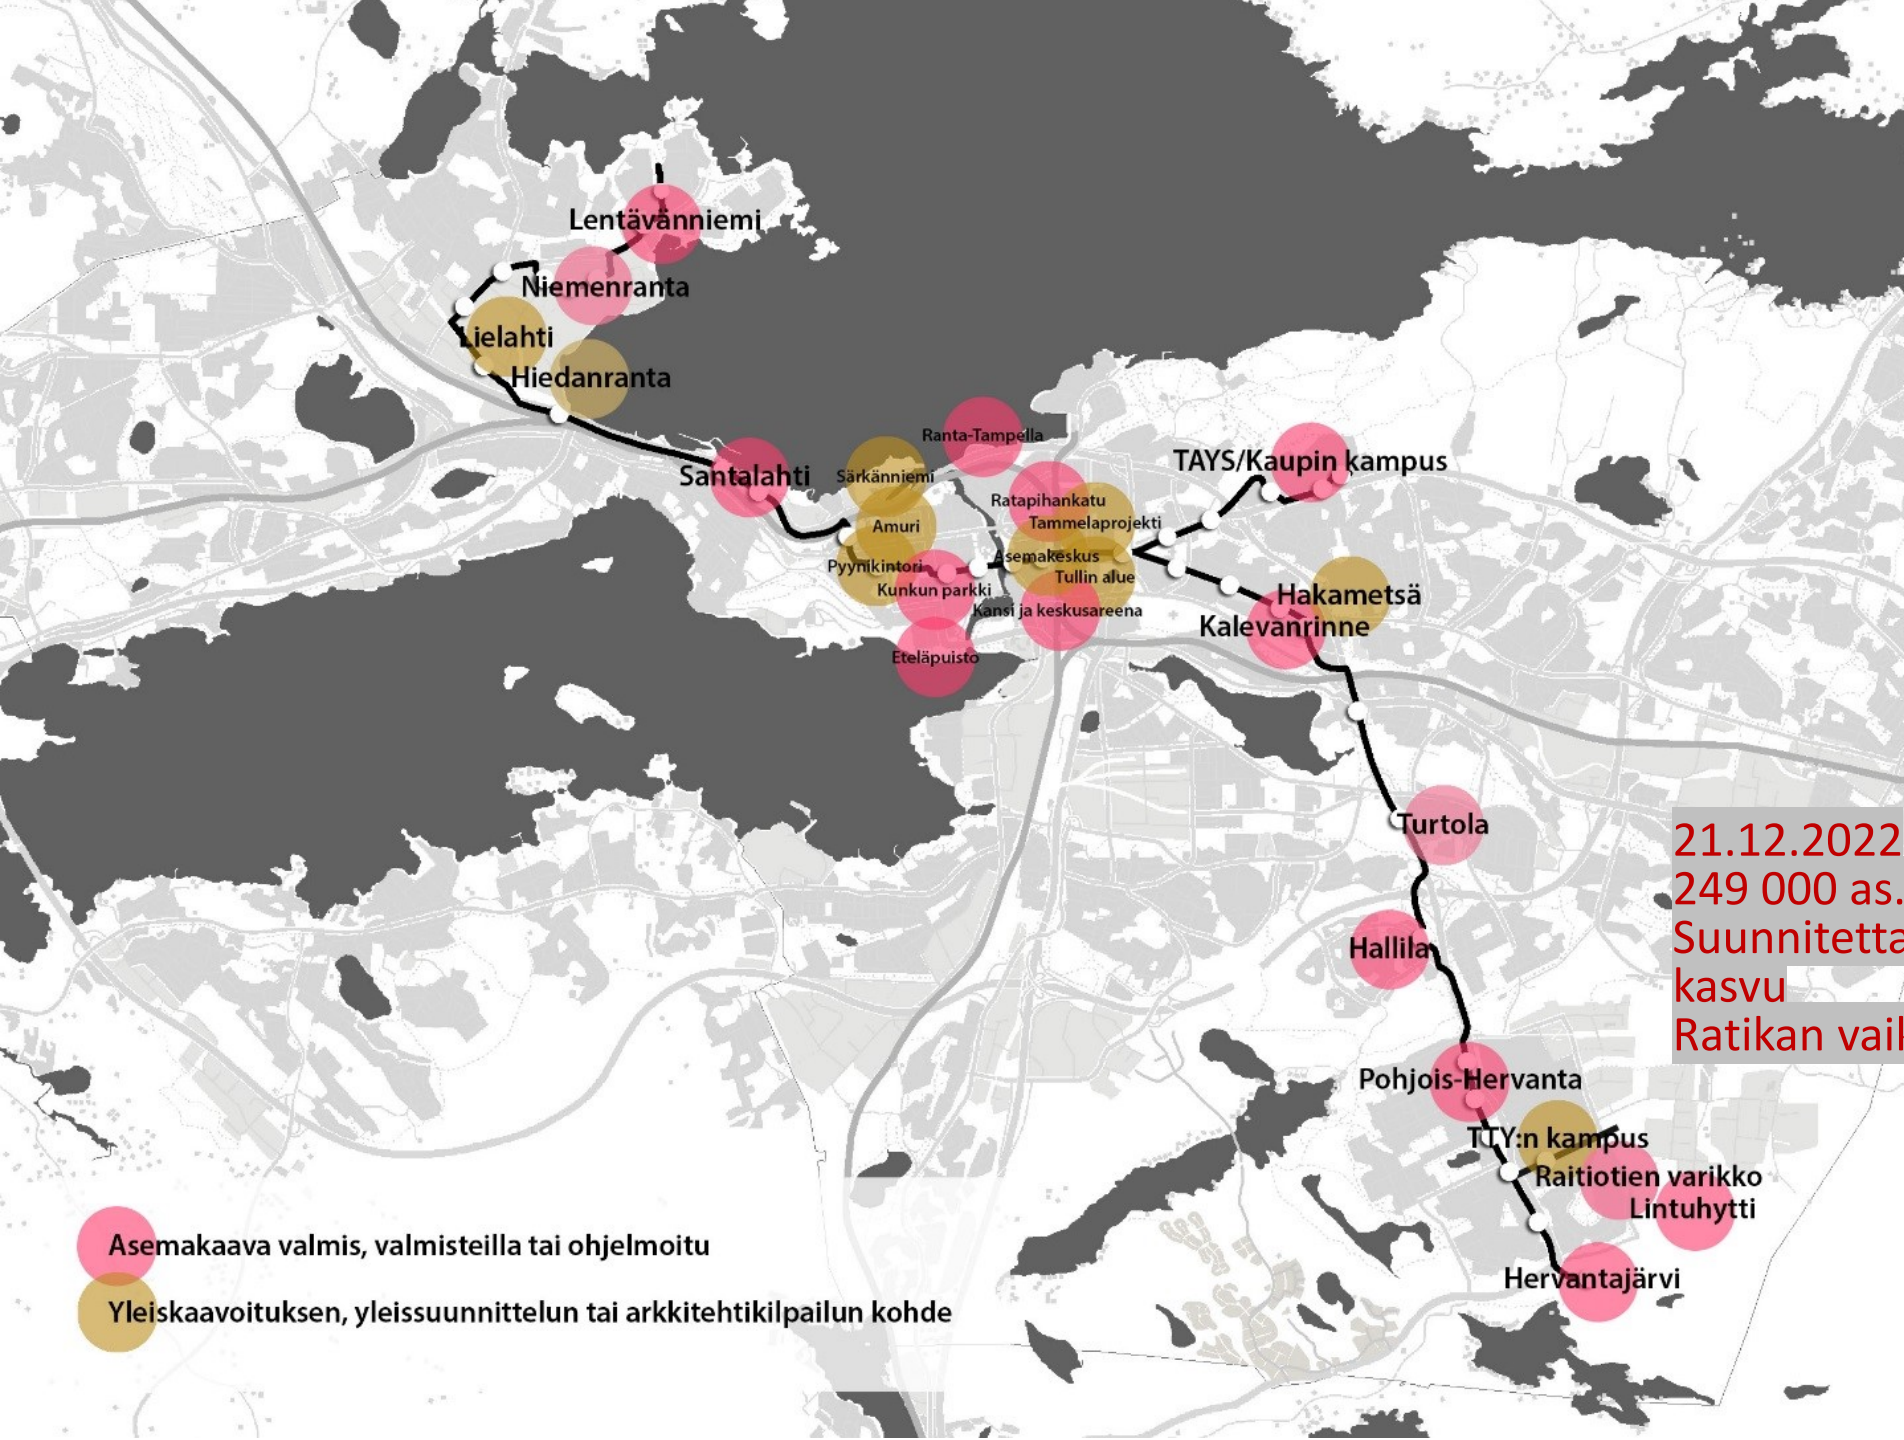 Lentävänniemi
Niemenranta
Lielahti
Hiedanranta
Santalahti
Särkänniemi
Amuri
Pyynikintori
Kunkun parkki
Eteläpuisto
Ranta-Tampella
Ratapihankatu
Tammelaprojekti
Asemakeskus
Tullin alue
Kansi ja keskusareena
TAYS/Kaupin kampus
Hakametsä
Kalevanrinne
Turtola
Hallila
Pohjois-Hervanta
TTY:n kampus
Raitiotien varikko
Lintuhytti
Hervantajärvi
21.12.2022
249 000 as.
Suunnitetta
kasvu
Ratikan
Asemakaava valmis, valmisteilla tai ohjelmoitu
Yleiskaavoituksen, yleissuunnittelun tai arkkitehtikilpailun kohde